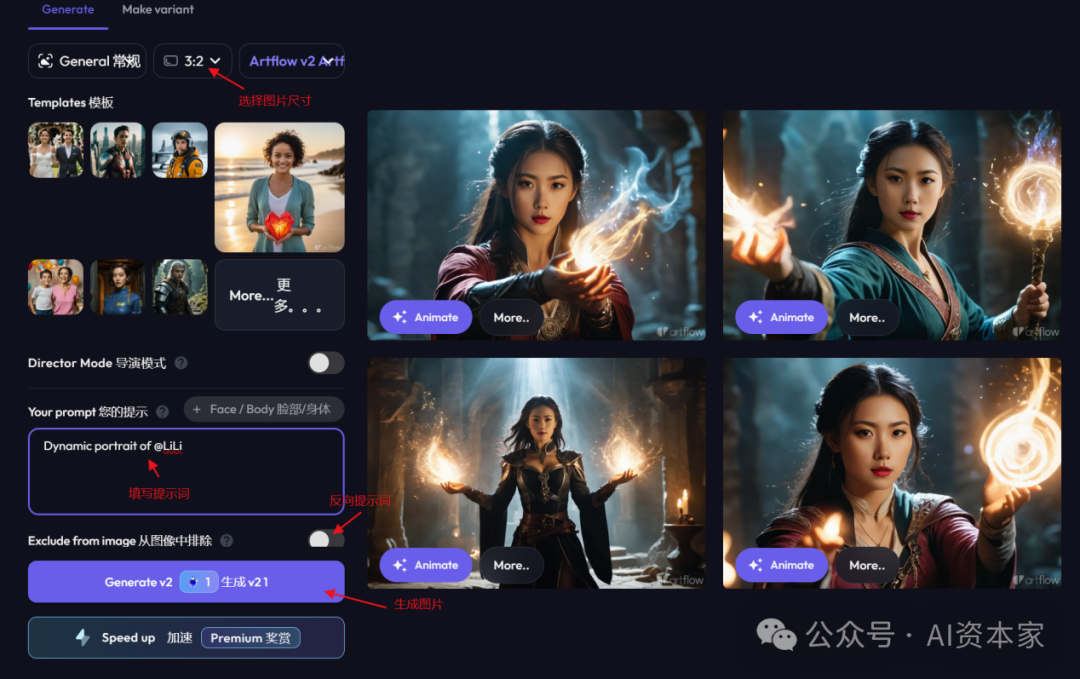 Generate Make variant
General 常规 3:2 Artflow v2 Artf
选择图片尺寸
Templates 模板
More... 更多。。。
Director Mode 导演模式 ?
Your prompt 您的提示 ? + Face / Body 脸部/身体
Dynamic portrait of @LiLi
填写提示词
反向提示词
Exclude from image 从图像中排除 ?
Generate v2 1 生成 v2 1
生成图片
Speed up 加速 Premium 奖赏
Animate More..
artflow
Animate More..
artflow
Animate More..
artflow
Animate More..
artflow
公众号 · AI资本家